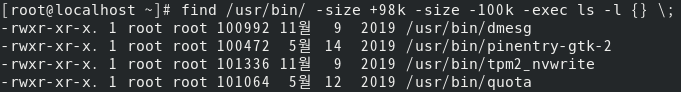 [root@localhost ~]# find /usr/bin/ -size +98k -size -100k -exec ls -l {} \;
-rwxr-xr-x. 1 root root 100992 11월  9  2019 /usr/bin/dmesg
-rwxr-xr-x. 1 root root 100472  5월 14  2019 /usr/bin/pinentry-gtk-2
-rwxr-xr-x. 1 root root 101336 11월  9  2019 /usr/bin/tpm2_nvwrite
-rwxr-xr-x. 1 root root 101064  5월 12  2019 /usr/bin/quota